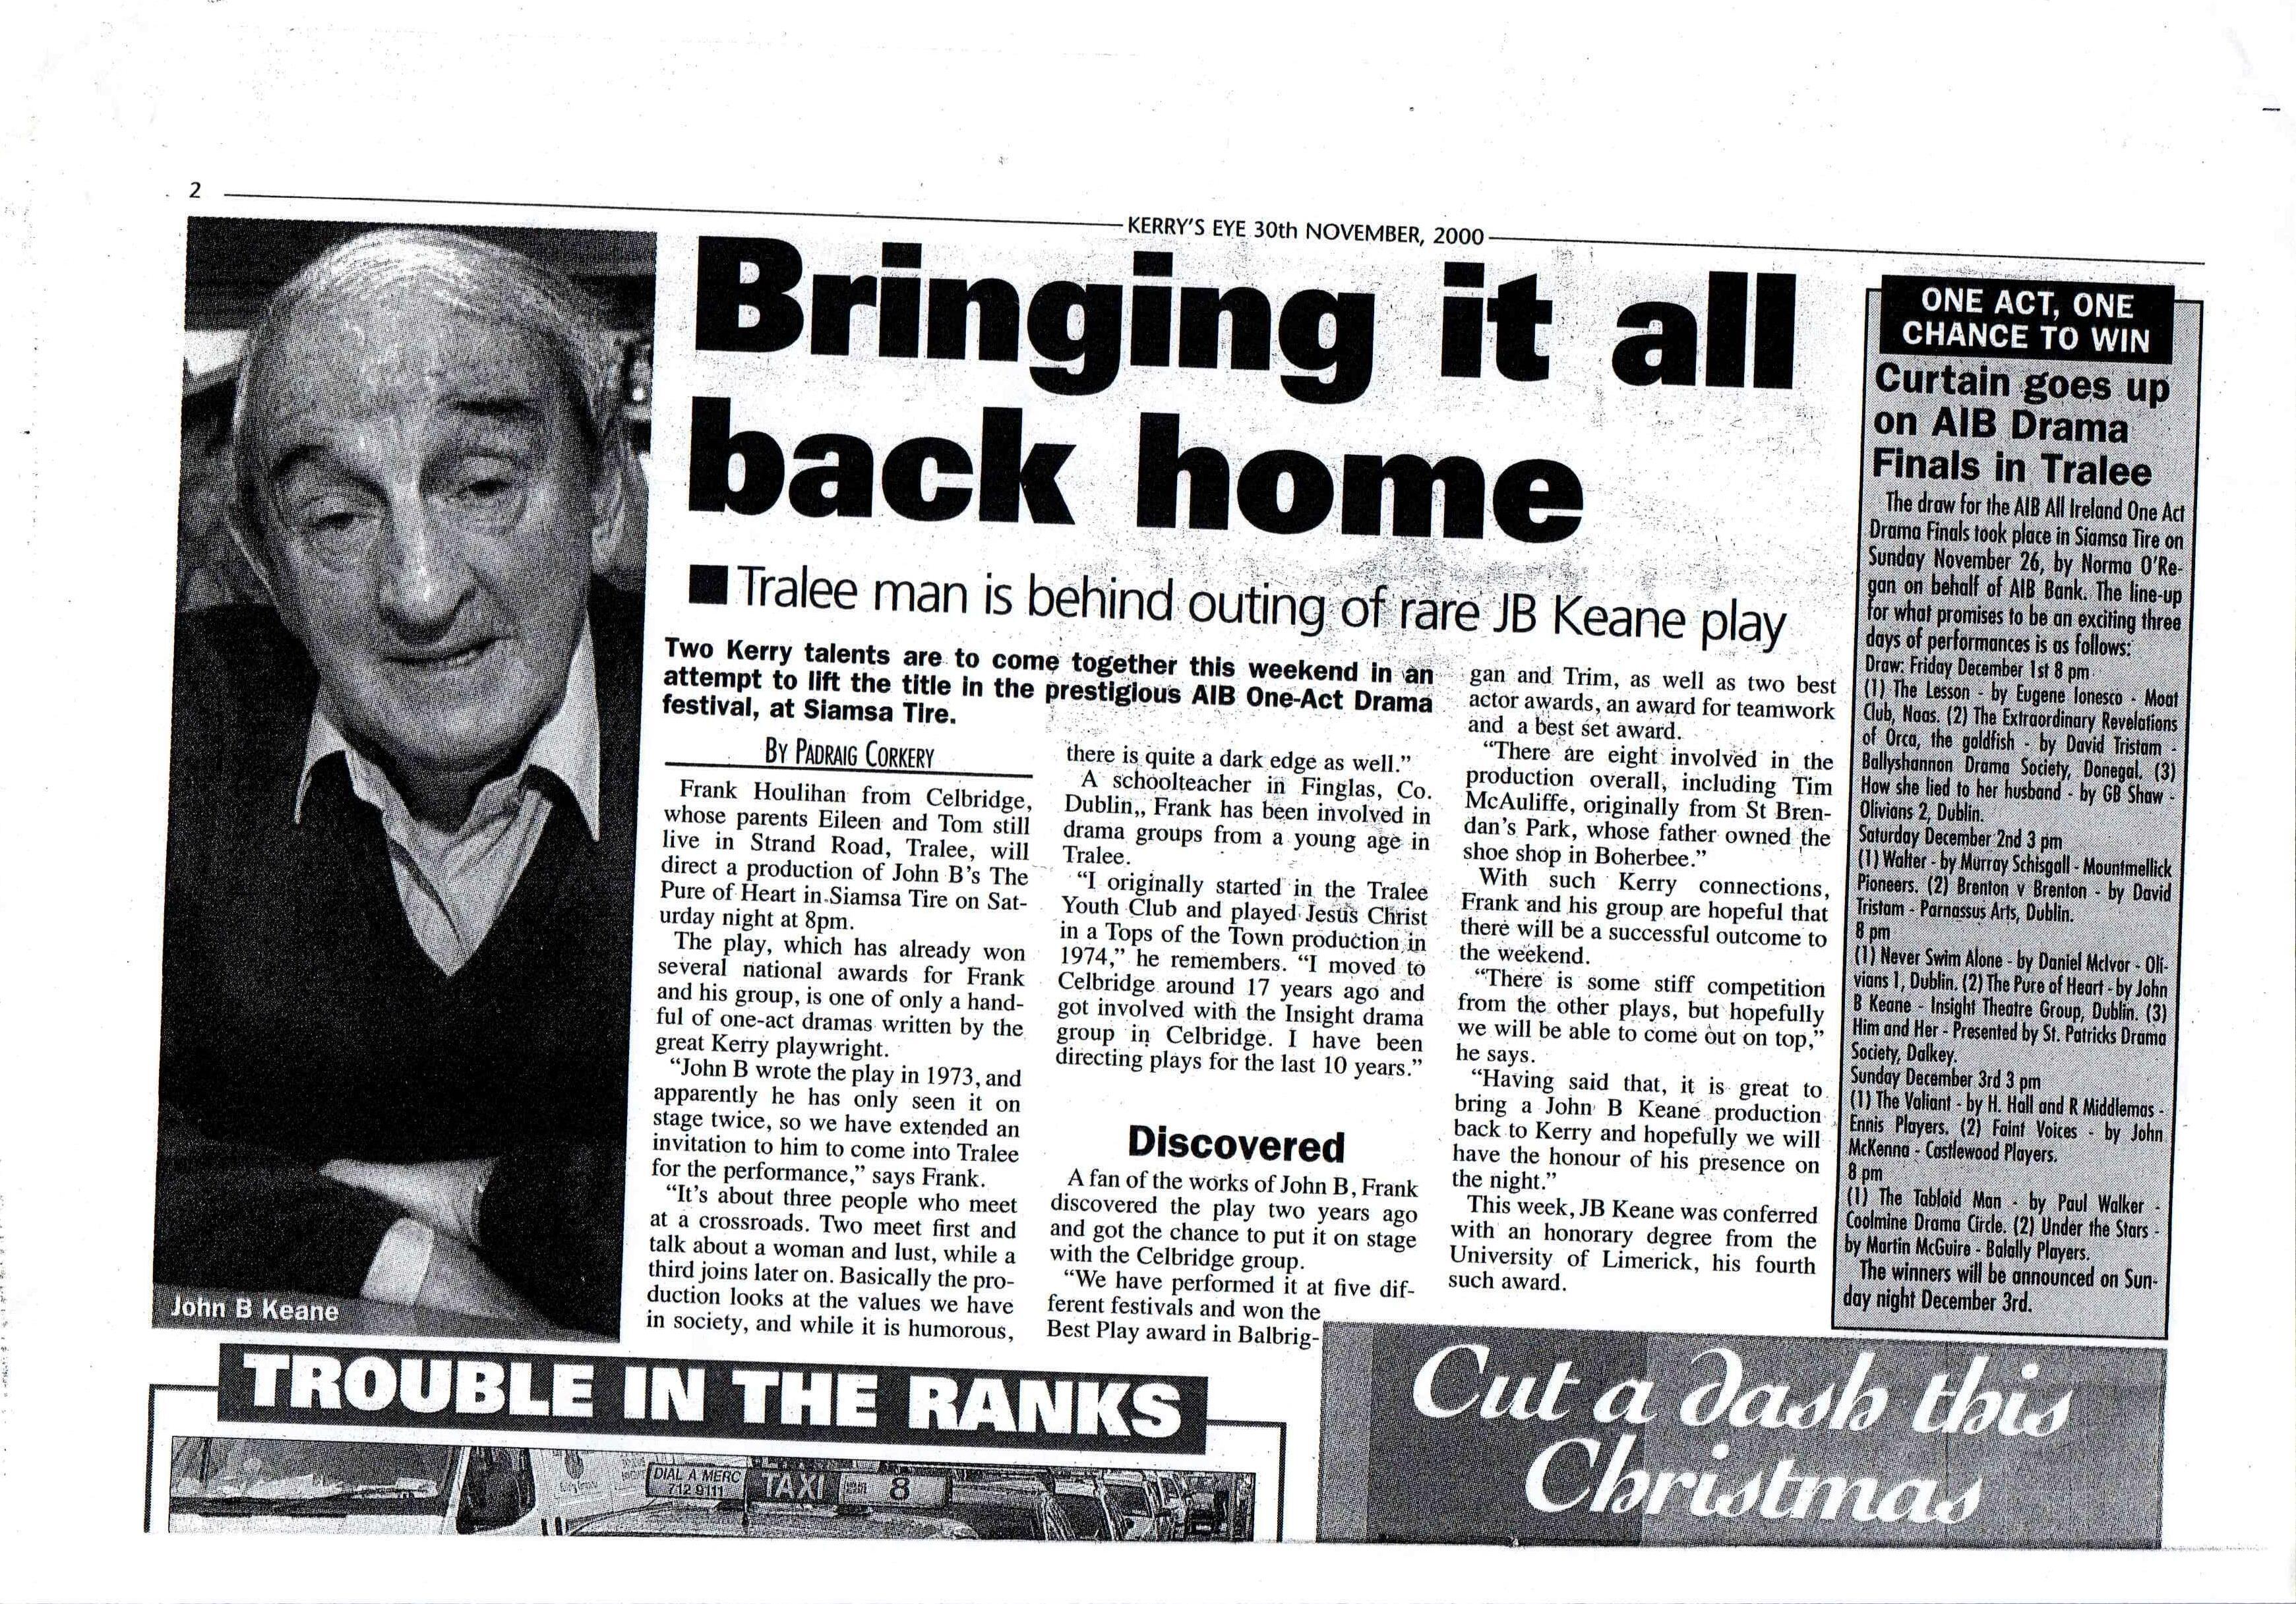 2
KERRY'S EYE 30th NOVEMBER, 2000
Bringing it all
back home
■ Tralee man is behind outing of rare JB Keane play
Two Kerry talents are to come together this weekend in an
attempt to lift the title in the prestigious AIB One-Act Drama
festival, at Siamsa Tire.
BY PADRAIG CORKERY
Frank Houlihan from Celbridge,
whose parents Eileen and Tom still
live in Strand Road, Tralee, will
direct a production of John B's The
Pure of Heart in Siamsa Tire on Sat-
urday night at 8pm.
The play, which has already won
several national awards for Frank
and his group, is one of only a hand-
ful of one-act dramas written by the
great Kerry playwright.
"John B wrote the play in 1973, and
apparently he has only seen it on
stage twice, so we have extended an
invitation to him to come into Tralee
for the performance," says Frank.
"It's about three people who meet
at a crossroads. Two meet first and
talk about a woman and lust, while a
third joins later on. Basically the pro-
duction looks at the values we have
in society, and while it is humorous,
there is quite a dark edge as well."
A schoolteacher in Finglas, Co.
Dublin,, Frank has been involved in
drama groups from a young age in
Tralee.
"I originally started in the Tralee
Youth Club and played Jesus Christ
in a Tops of the Town production in
1974," he remembers. "I moved to
Celbridge around 17 years ago and
got involved with the Insight drama
group in Celbridge. I have been
directing plays for the last 10 years."
Discovered
A fan of the works of John B, Frank
discovered the play two years ago
and got the chance to put it on stage
with the Celbridge group.
"We have performed it at five dif-
ferent festivals and won the
Best Play award in Balbrig-
gan and Trim, as well as two best
actor awards, an award for teamwork
and a best set award.
"There are eight involved in the
production overall, including Tim
McAuliffe, originally from St Bren-
dan's Park, whose father owned the
shoe shop in Boherbee."
With such Kerry connections,
Frank and his group are hopeful that
there will be a successful outcome to
the weekend.
"There is some stiff competition
from the other plays, but hopefully
we will be able to come out on top,"
he says.
"Having said that, it is great to
bring a John B Keane production
back to Kerry and hopefully we will
have the honour of his presence on
the night."
This week, JB Keane was conferred
with an honorary degree from the
University of Limerick, his fourth
such award.
John B Keane
ONE ACT, ONE
CHANCE TO WIN
Curtain goes up
on AIB Drama
Finals in Tralee
The draw for the AIB All Ireland One Act
Drama Finals took place in Siamsa Tire on
Sunday November 26, by Norma O'Re-
gan on behalf of AIB Bank. The line-up
for what promises to be an exciting three
days of performances is as follows:
Draw: Friday December 1st 8 pm
(1) The Lesson - by Eugene Ionesco - Moat
Club, Naas. (2) The Extraordinary Revelations
of Orca, the goldfish - by David Tristam -
Ballyshannon Drama Society, Donegal. (3)
How she lied to her husband - by GB Shaw -
Olivians 2, Dublin.
Saturday December 2nd 3 pm
(1) Walter - by Murray Schisgall - Mountmellick
Pioneers. (2) Brenton v Brenton - by David
Tristam - Parnassus Arts, Dublin.
8 pm
(1) Never Swim Alone - by Daniel McIvor - Oli-
vians 1, Dublin. (2) The Pure of Heart - by John
B Keane - Insight Theatre Group, Dublin. (3)
Him and Her - Presented by St. Patricks Drama
Society, Dalkey.
Sunday December 3rd 3 pm
(1) The Valiant - by H. Hall and R Middlemas -
Ennis Players. (2) Faint Voices - by John
McKenna - Castlewood Players.
8 pm
(1) The Tabloid Man - by Paul Walker -
Coolmine Drama Circle. (2) Under the Stars -
by Martin McGuire - Balally Players.
The winners will be announced on Sun-
day night December 3rd.
TROUBLE IN THE RANKS
DIAL A MERC
712 9111
TAXI
8
Cut a dash this
Christmas